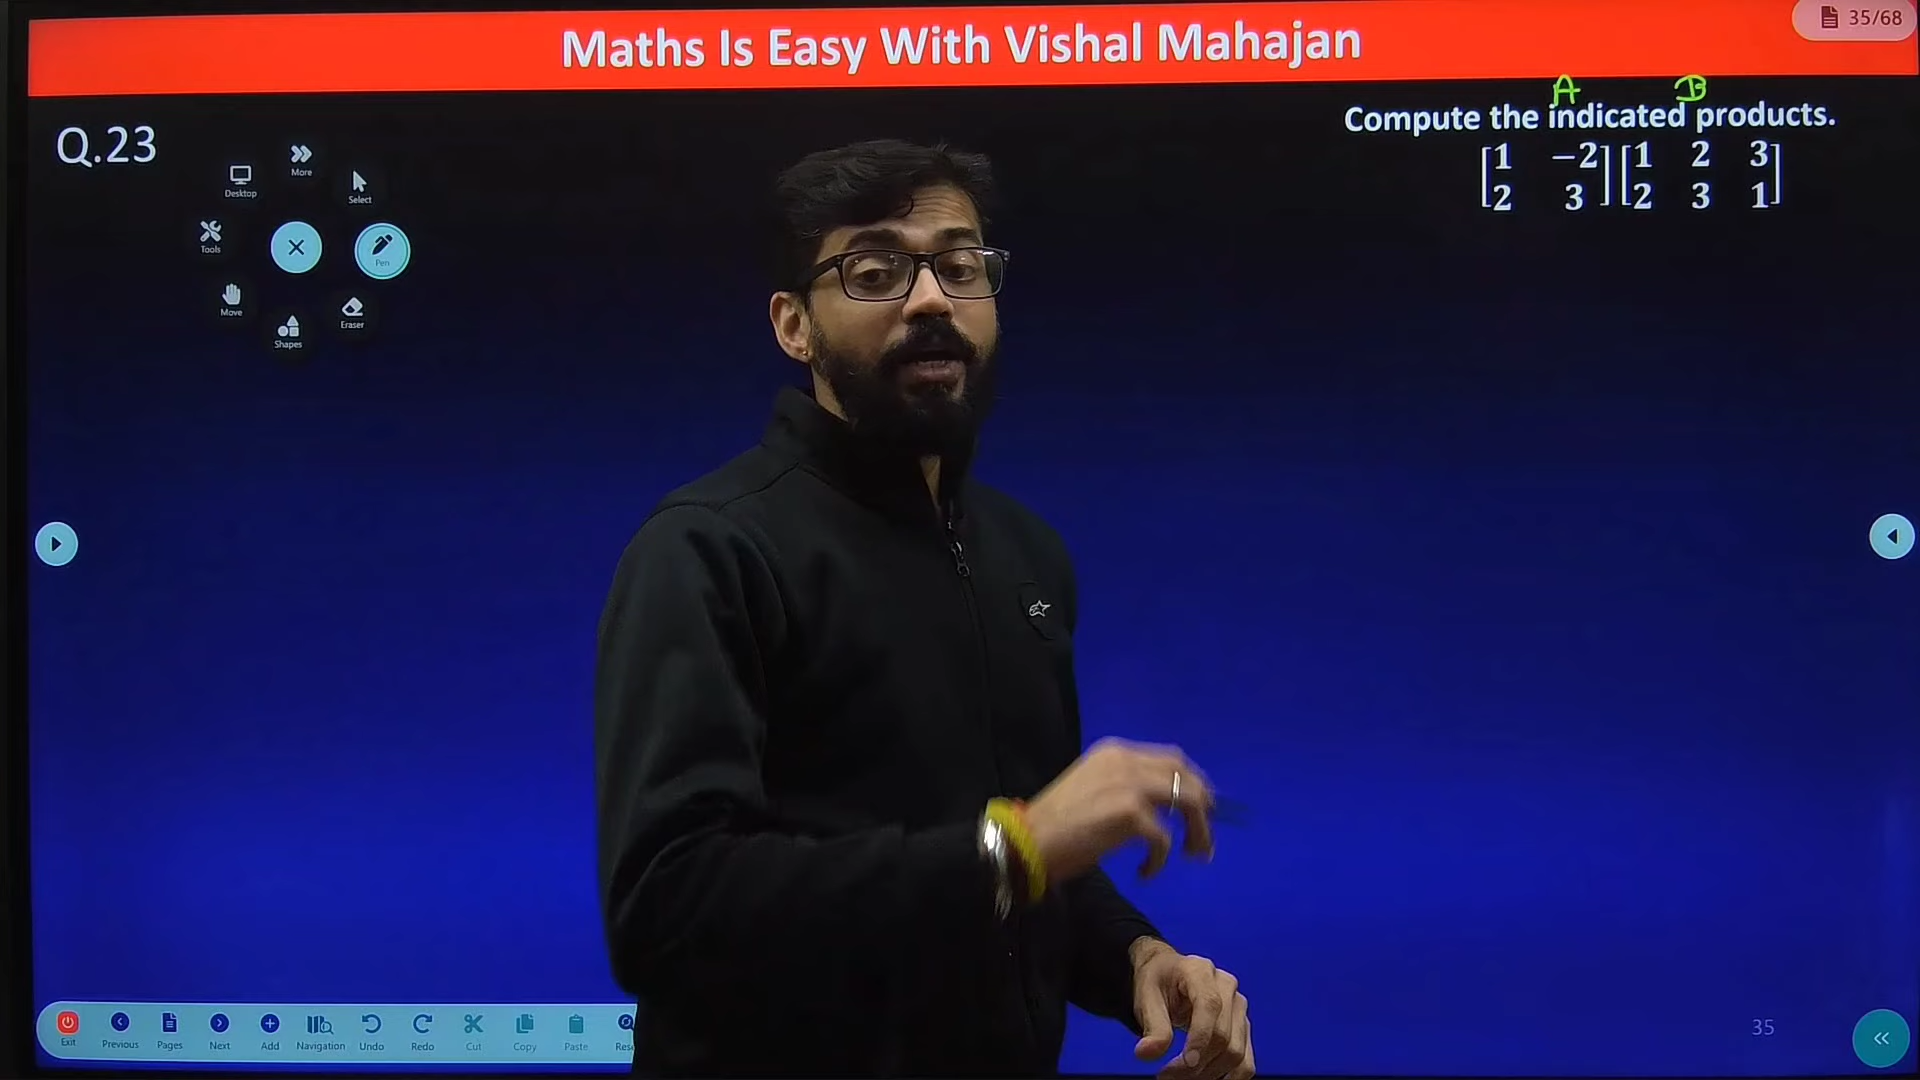 35/68
Maths Is Easy With Vishal Mahajan
A B
Compute the indicated products.
Q.23
[1 −2] [1 2 3]
[2 3] [2 3 1]
More
Desktop
Select
Tools
Pen
Move
Eraser
Shapes
35
Exit Previous Pages Next Add Navigation Undo Redo Cut Copy Paste